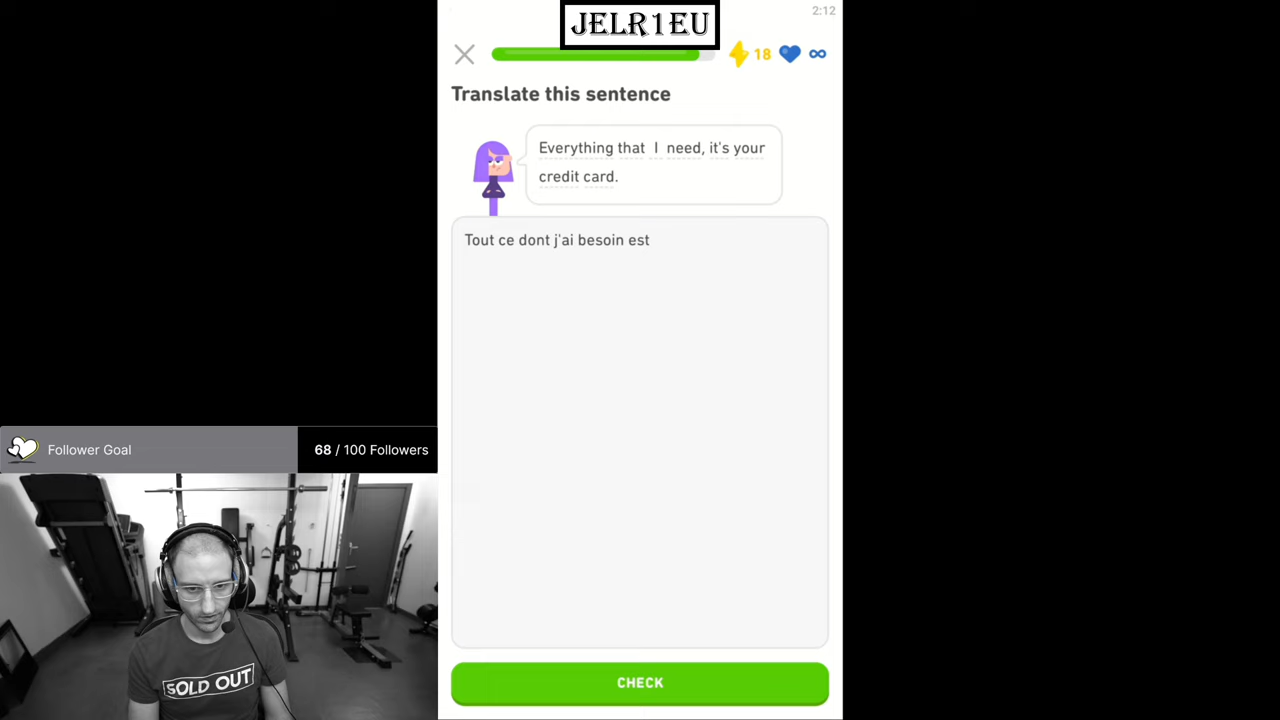 JELR1EU
2:12
18
∞
Translate this sentence
Everything that I need, it's your
credit card.
Tout ce dont j'ai besoin est
Follower Goal
68 / 100 Followers
SOLD OUT
CHECK